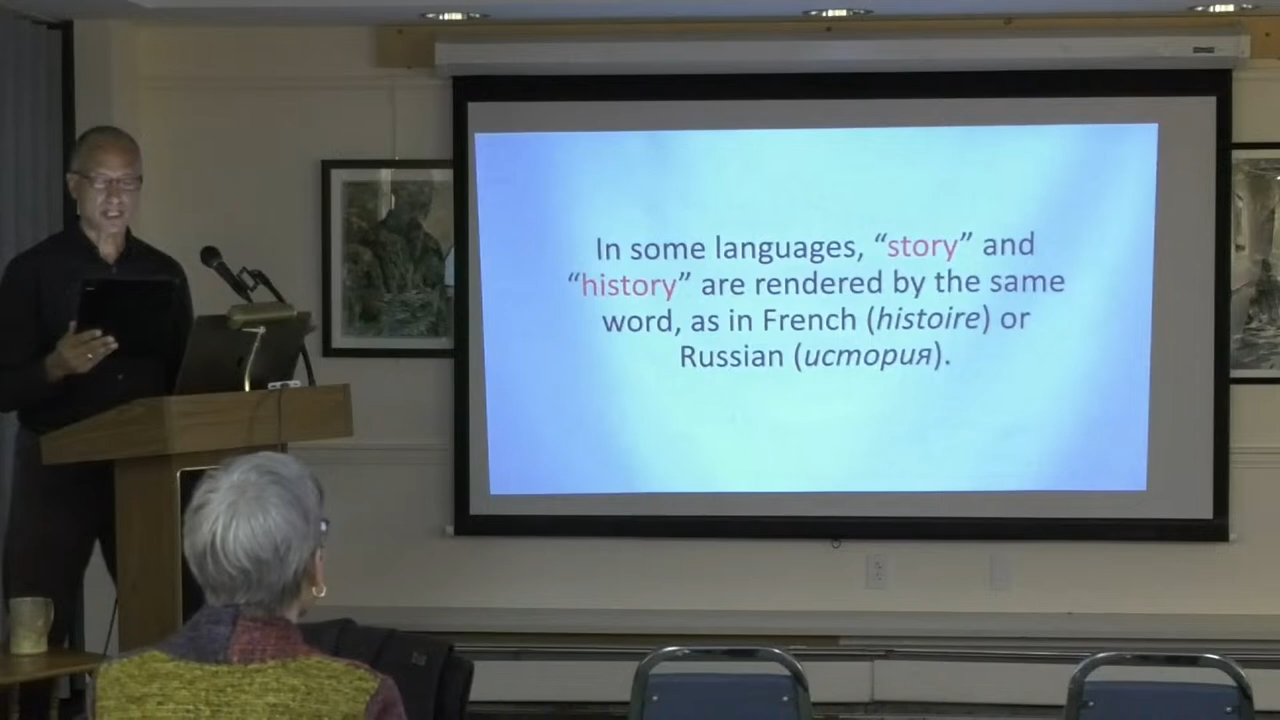 In some languages, “story” and
“history” are rendered by the same
word, as in French (histoire) or
Russian (история).